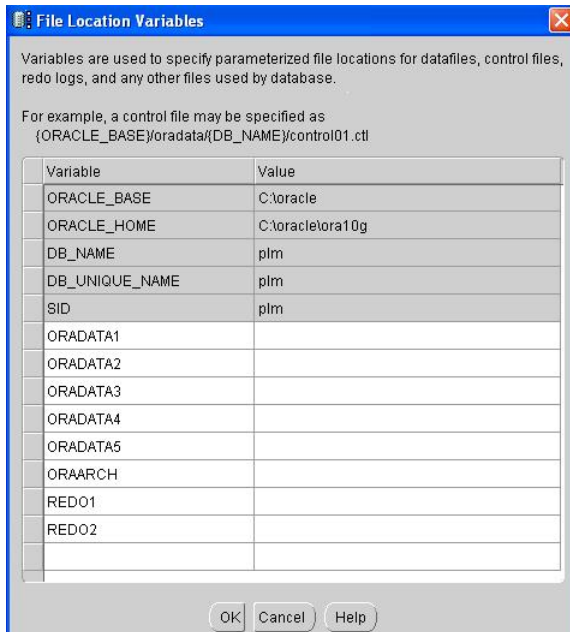 File Location Variables
Variables are used to specify parameterized file locations for datafiles, control files,
redo logs, and any other files used by database.
For example, a control file may be specified as
{ORACLE_BASE}/oradata/{DB_NAME}/control01.ctl
Variable Value
ORACLE_BASE C:\oracle
ORACLE_HOME C:\oracle\ora10g
DB_NAME plm
DB_UNIQUE_NAME plm
SID plm
ORADATA1
ORADATA2
ORADATA3
ORADATA4
ORADATA5
ORAARCH
REDO1
REDO2
OK Cancel Help